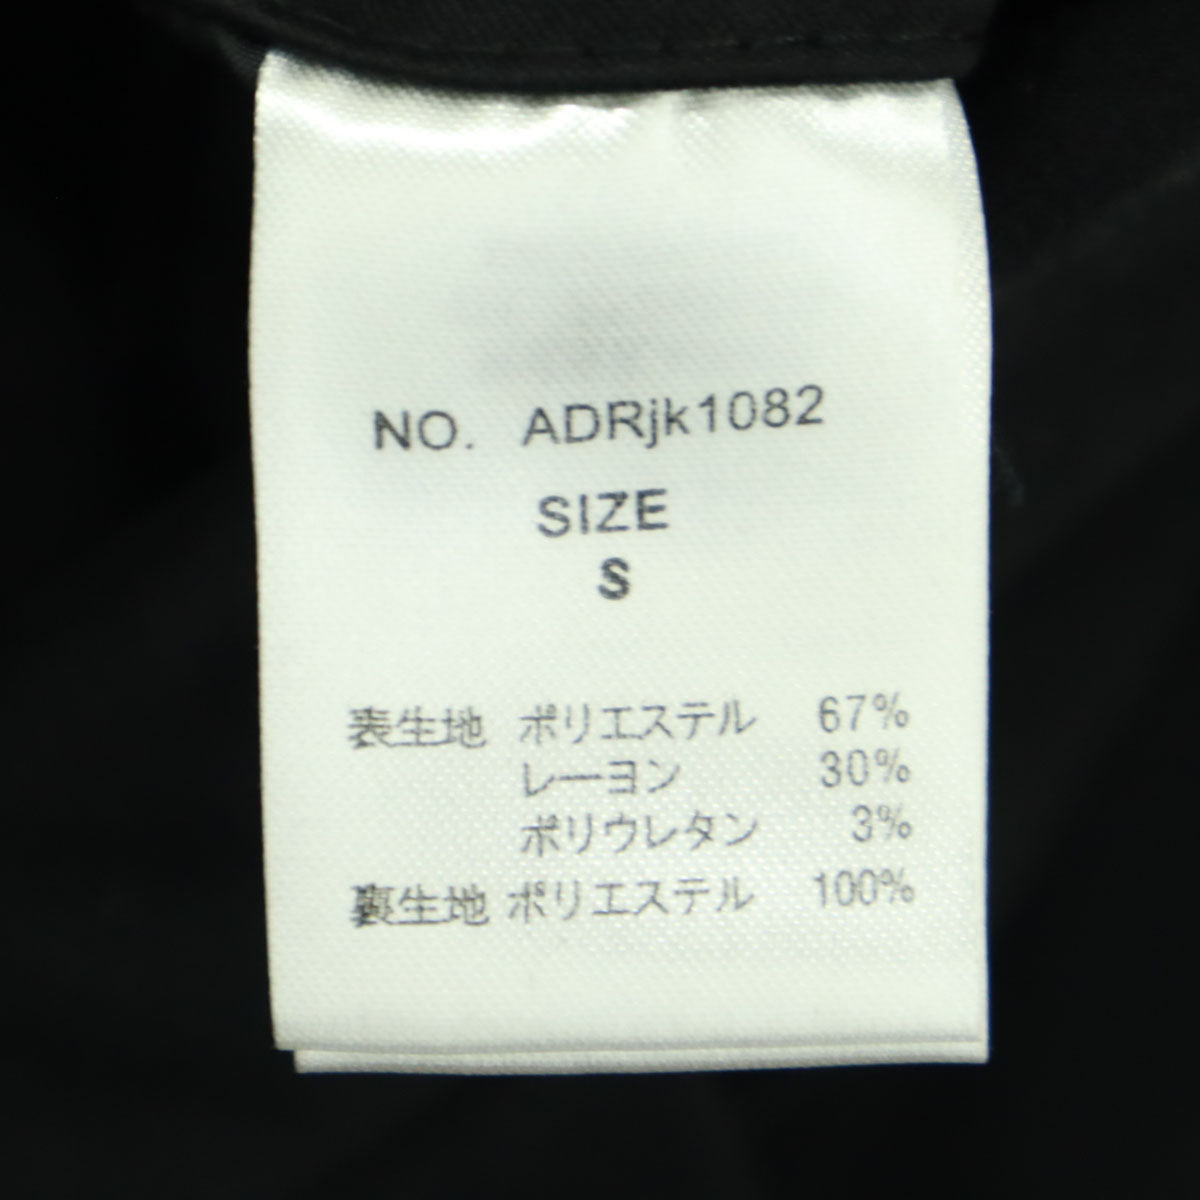 NO. ADRjk1082
SIZE
S
表生地 ポリエステル 67%
レーヨン 30%
ポリウレタン 3%
裏生地 ポリエステル 100%